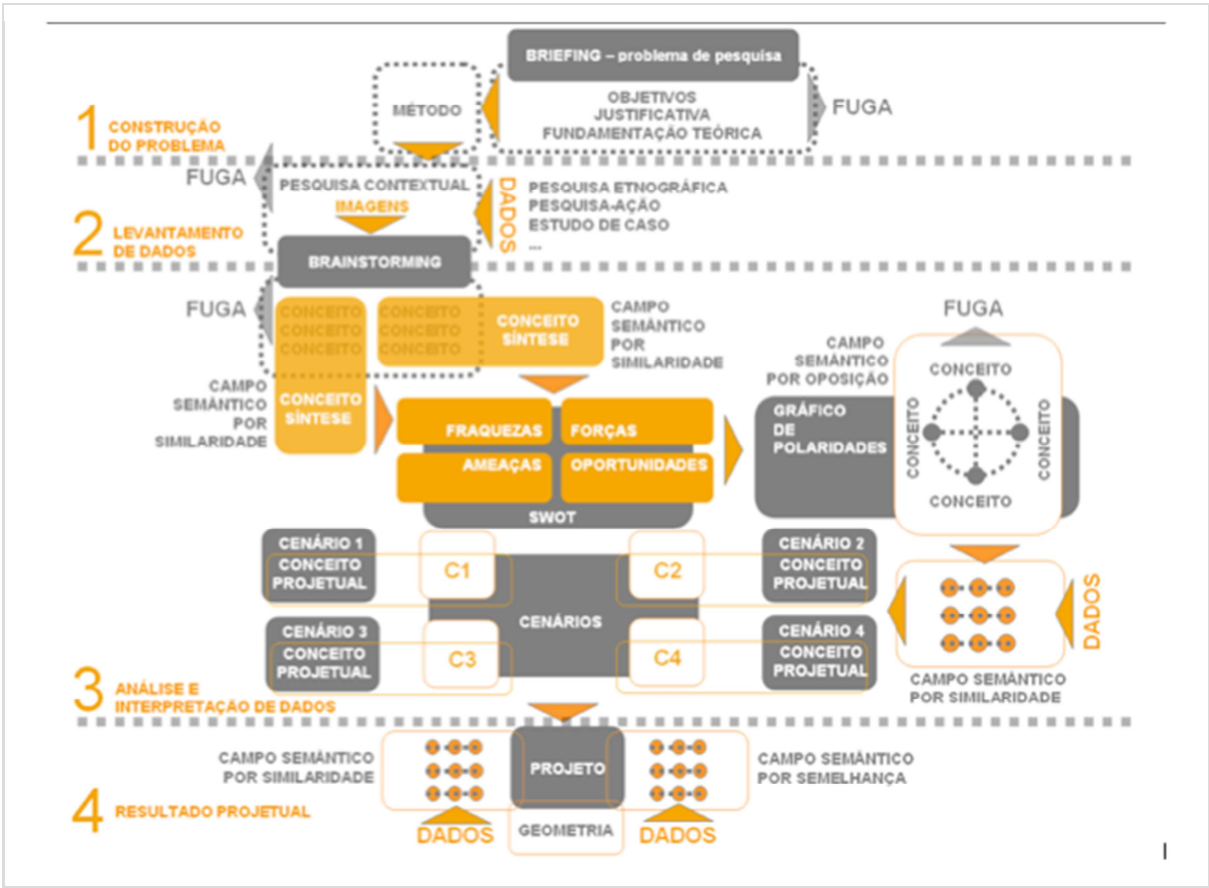 BRIEFING – problema de pesquisa
OBJETIVOS
JUSTIFICATIVA
FUNDAMENTAÇÃO TEÓRICA
MÉTODO
FUGA
1 CONSTRUÇÃO
DO PROBLEMA
FUGA
PESQUISA CONTEXTUAL
IMAGENS
DADOS
PESQUISA ETNOGRÁFICA
PESQUISA-AÇÃO
ESTUDO DE CASO
...
2 LEVANTAMENTO
DE DADOS
BRAINSTORMING
FUGA
CONCEITO
CONCEITO
CONCEITO
CONCEITO
CONCEITO
CONCEITO
CONCEITO
SÍNTESE
CAMPO
SEMÂNTICO
POR
SIMILARIDADE
CAMPO
SEMÂNTICO
POR
SIMILARIDADE
CONCEITO
SÍNTESE
FRAQUEZAS
FORÇAS
AMEAÇAS
OPORTUNIDADES
SWOT
FUGA
CAMPO
SEMÂNTICO
POR OPOSIÇÃO
GRÁFICO
DE
POLARIDADES
CONCEITO
CONCEITO
CONCEITO
CONCEITO
CENÁRIO 1
CONCEITO
PROJETUAL
C1
C2
CENÁRIO 2
CONCEITO
PROJETUAL
CENÁRIOS
CENÁRIO 3
CONCEITO
PROJETUAL
C3
C4
CENÁRIO 4
CONCEITO
PROJETUAL
DADOS
CAMPO SEMÂNTICO
POR SIMILARIDADE
3 ANÁLISE E
INTERPRETAÇÃO DE DADOS
CAMPO SEMÂNTICO
POR SIMILARIDADE
PROJETO
CAMPO SEMÂNTICO
POR SEMELHANÇA
4 RESULTADO PROJETUAL
DADOS
GEOMETRIA
DADOS